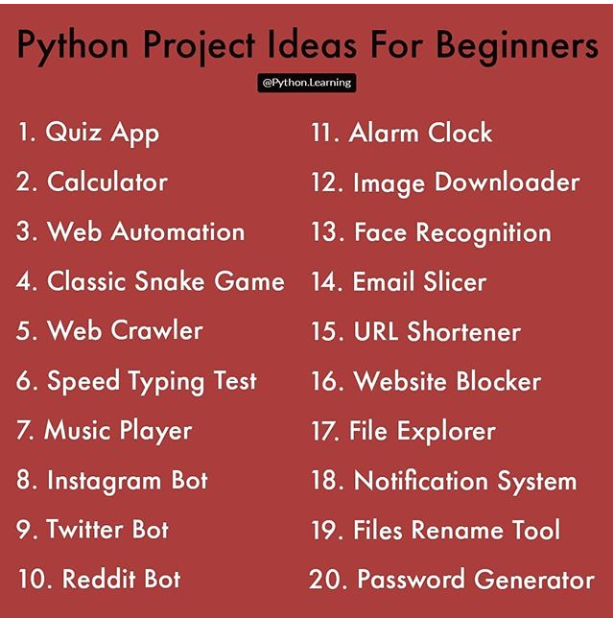 Python Project Ideas For Beginners
@Python.Learning
1. Quiz App
2. Calculator
3. Web Automation
4. Classic Snake Game
5. Web Crawler
6. Speed Typing Test
7. Music Player
8. Instagram Bot
9. Twitter Bot
10. Reddit Bot
11. Alarm Clock
12. Image Downloader
13. Face Recognition
14. Email Slicer
15. URL Shortener
16. Website Blocker
17. File Explorer
18. Notification System
19. Files Rename Tool
20. Password Generator